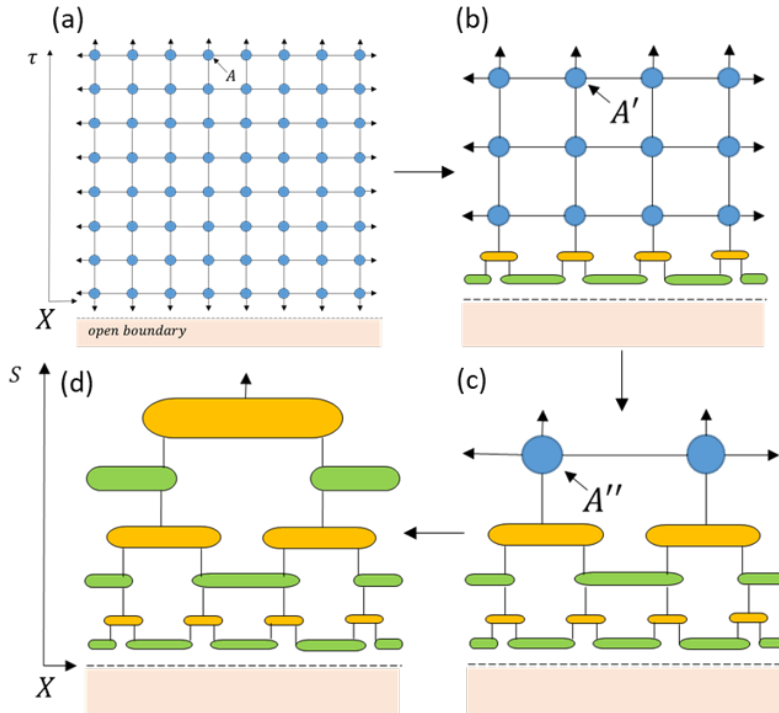 (a)
τ
A
X
open boundary
(b)
A′
(c)
A′′
(d)
S
X